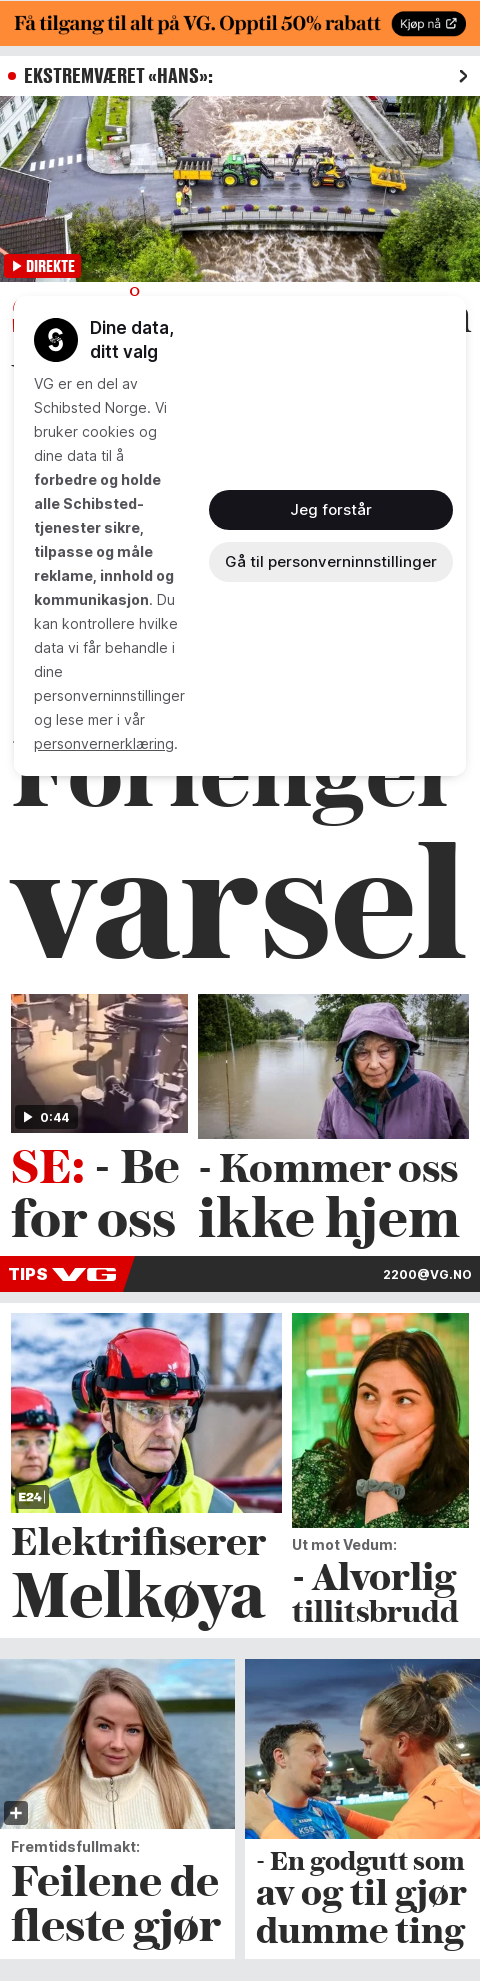 Få tilgang til alt på VG. Opptil 50% rabatt
Kjøp nå
EKSTREMVÆRET «HANS»:
DIREKTE
Dine data,
ditt valg
VG er en del av
Schibsted Norge. Vi
bruker cookies og
dine data til å
forbedre og holde
alle Schibsted-
tjenester sikre,
tilpasse og måle
reklame, innhold og
kommunikasjon. Du
kan kontrollere hvilke
data vi får behandle i
dine
personverninnstillinger
og lese mer i vår
personvernerklæring.
Jeg forstår
Gå til personverninnstillinger
Forlenger
varsel
0:44
SE: - Be
for oss
- Kommer oss
ikke hjem
TIPS VG
2200@VG.NO
E24
Elektrifiserer
Melkøya
Ut mot Vedum:
- Alvorlig
tillitsbrudd
Fremtidsfullmakt:
Feilene de
fleste gjør
- En godgutt som
av og til gjør
dumme ting